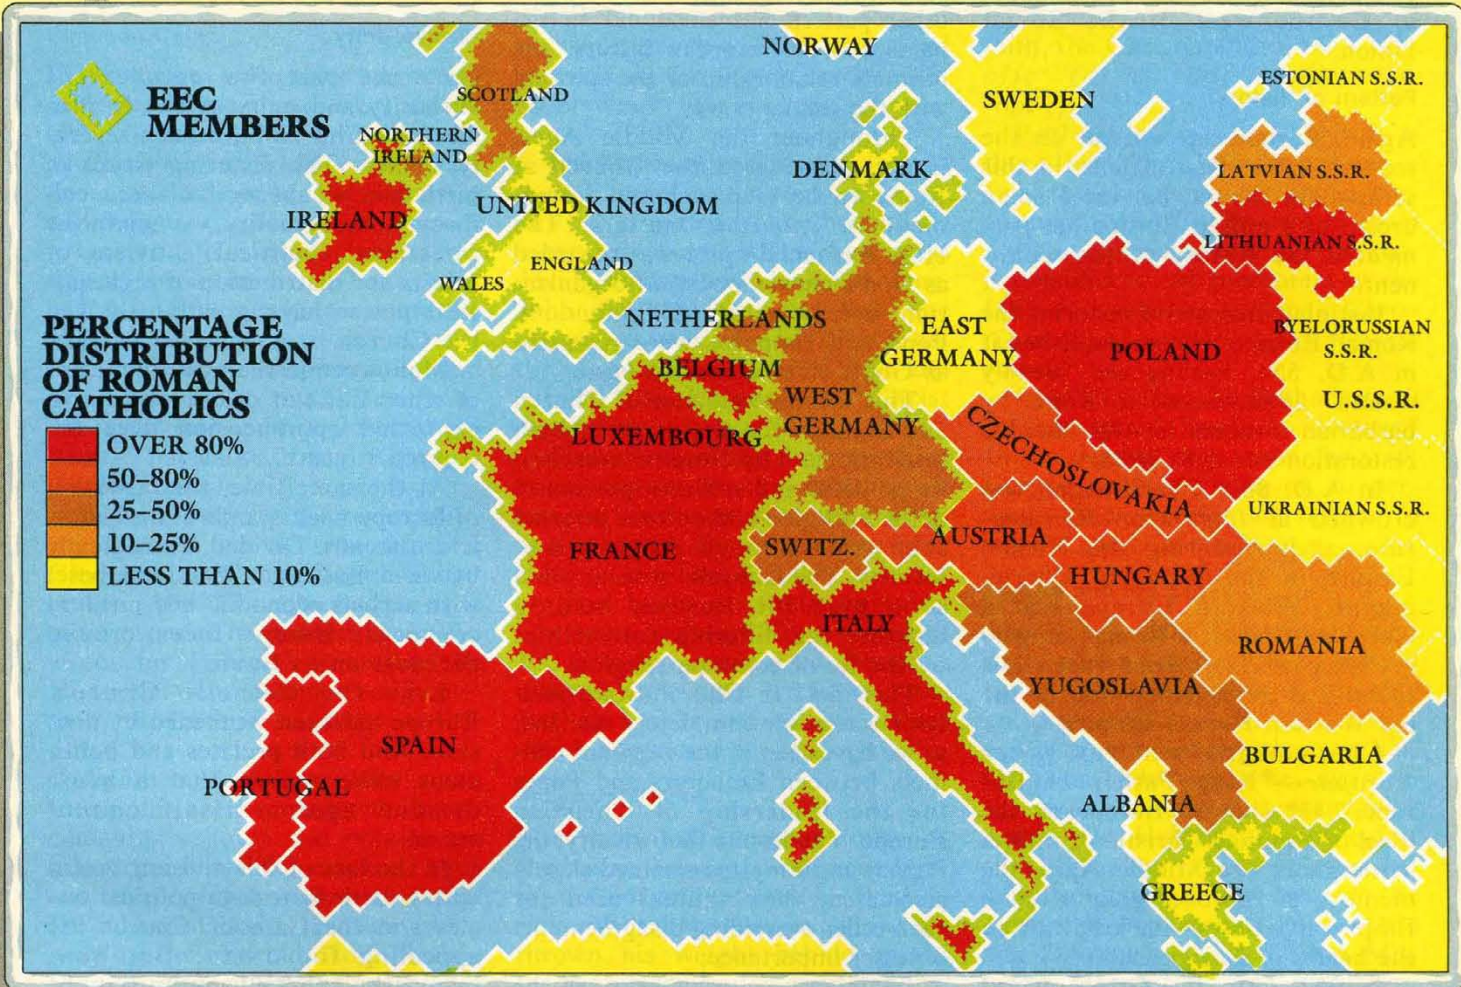 EEC
MEMBERS
PERCENTAGE
DISTRIBUTION
OF ROMAN
CATHOLICS
OVER 80%
50–80%
25–50%
10–25%
LESS THAN 10%
NORWAY
SWEDEN
ESTONIAN S.S.R.
SCOTLAND
NORTHERN
IRELAND
DENMARK
LATVIAN S.S.R.
IRELAND
UNITED KINGDOM
LITHUANIAN S.S.R.
ENGLAND
WALES
NETHERLANDS
EAST
GERMANY
BYELORUSSIAN
S.S.R.
POLAND
BELGIUM
WEST
GERMANY
U.S.S.R.
LUXEMBOURG
CZECHOSLOVAKIA
UKRAINIAN S.S.R.
FRANCE
SWITZ.
AUSTRIA
HUNGARY
ITALY
ROMANIA
YUGOSLAVIA
SPAIN
BULGARIA
PORTUGAL
ALBANIA
GREECE